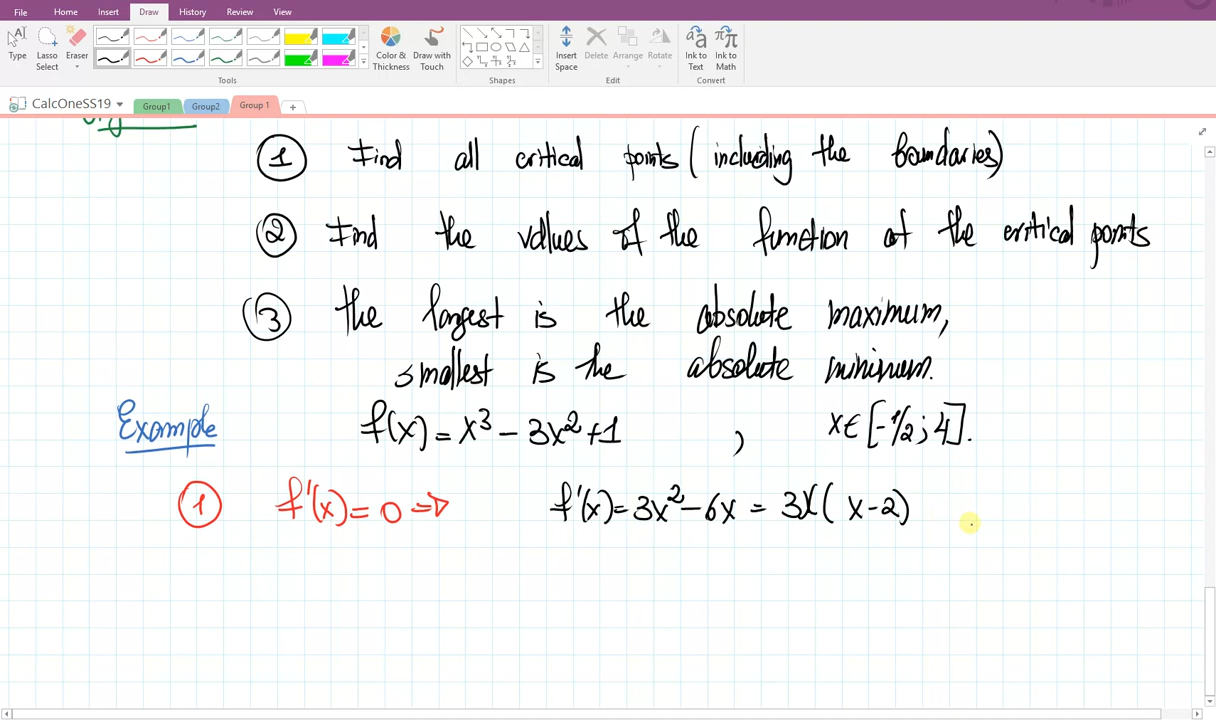 File Home Insert Draw History Review View
Type Lasso Select Eraser Color & Thickness Draw with Touch Insert Space Delete Arrange Rotate Ink to Text Ink to Math
Tools Shapes Edit Convert
CalcOneSS19 Group1 Group2 Group 1
① Find all critical points (including the boundaries)
② Find the values of the function at the critical points
③ the largest is the absolute maximum,
smallest is the absolute minimum.
Example f(x) = x³ - 3x² + 1 , x∈ [-1/2 ; 4].
① f'(x) = 0 ⇒ f'(x) = 3x² - 6x = 3x( x-2)